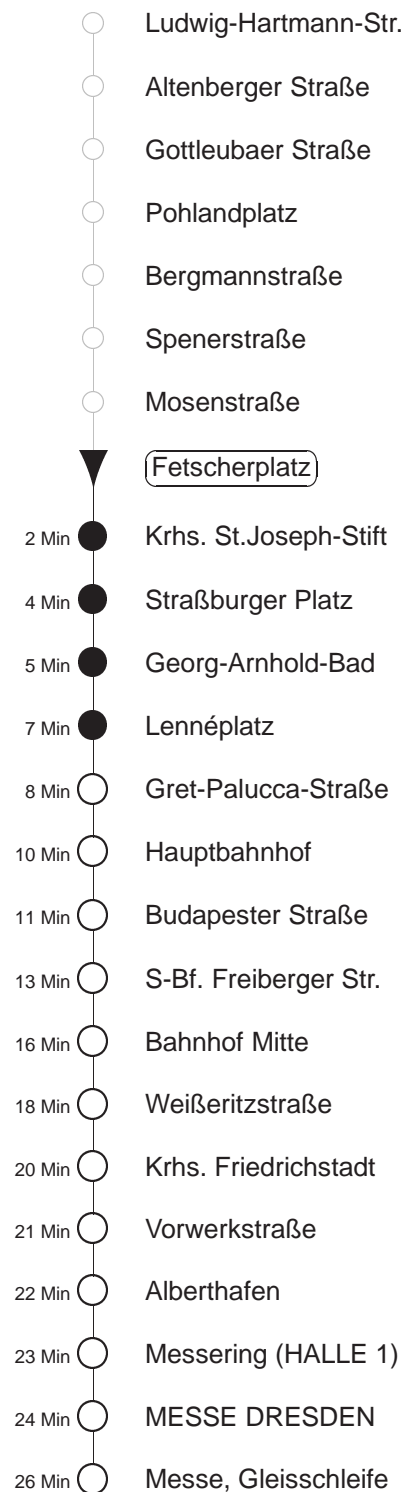 Ludwig-Hartmann-Str.
Altenberger Straße
Gottleubaer Straße
Pohlandplatz
Bergmannstraße
Spenerstraße
Mosenstraße
Fetscherplatz
2 Min Krhs. St.Joseph-Stift
4 Min Straßburger Platz
5 Min Georg-Arnhold-Bad
7 Min Lennéplatz
8 Min Gret-Palucca-Straße
10 Min Hauptbahnhof
11 Min Budapester Straße
13 Min S-Bf. Freiberger Str.
16 Min Bahnhof Mitte
18 Min Weißeritzstraße
20 Min Krhs. Friedrichstadt
21 Min Vorwerkstraße
22 Min Alberthafen
23 Min Messering (HALLE 1)
24 Min MESSE DRESDEN
26 Min Messe, Gleisschleife